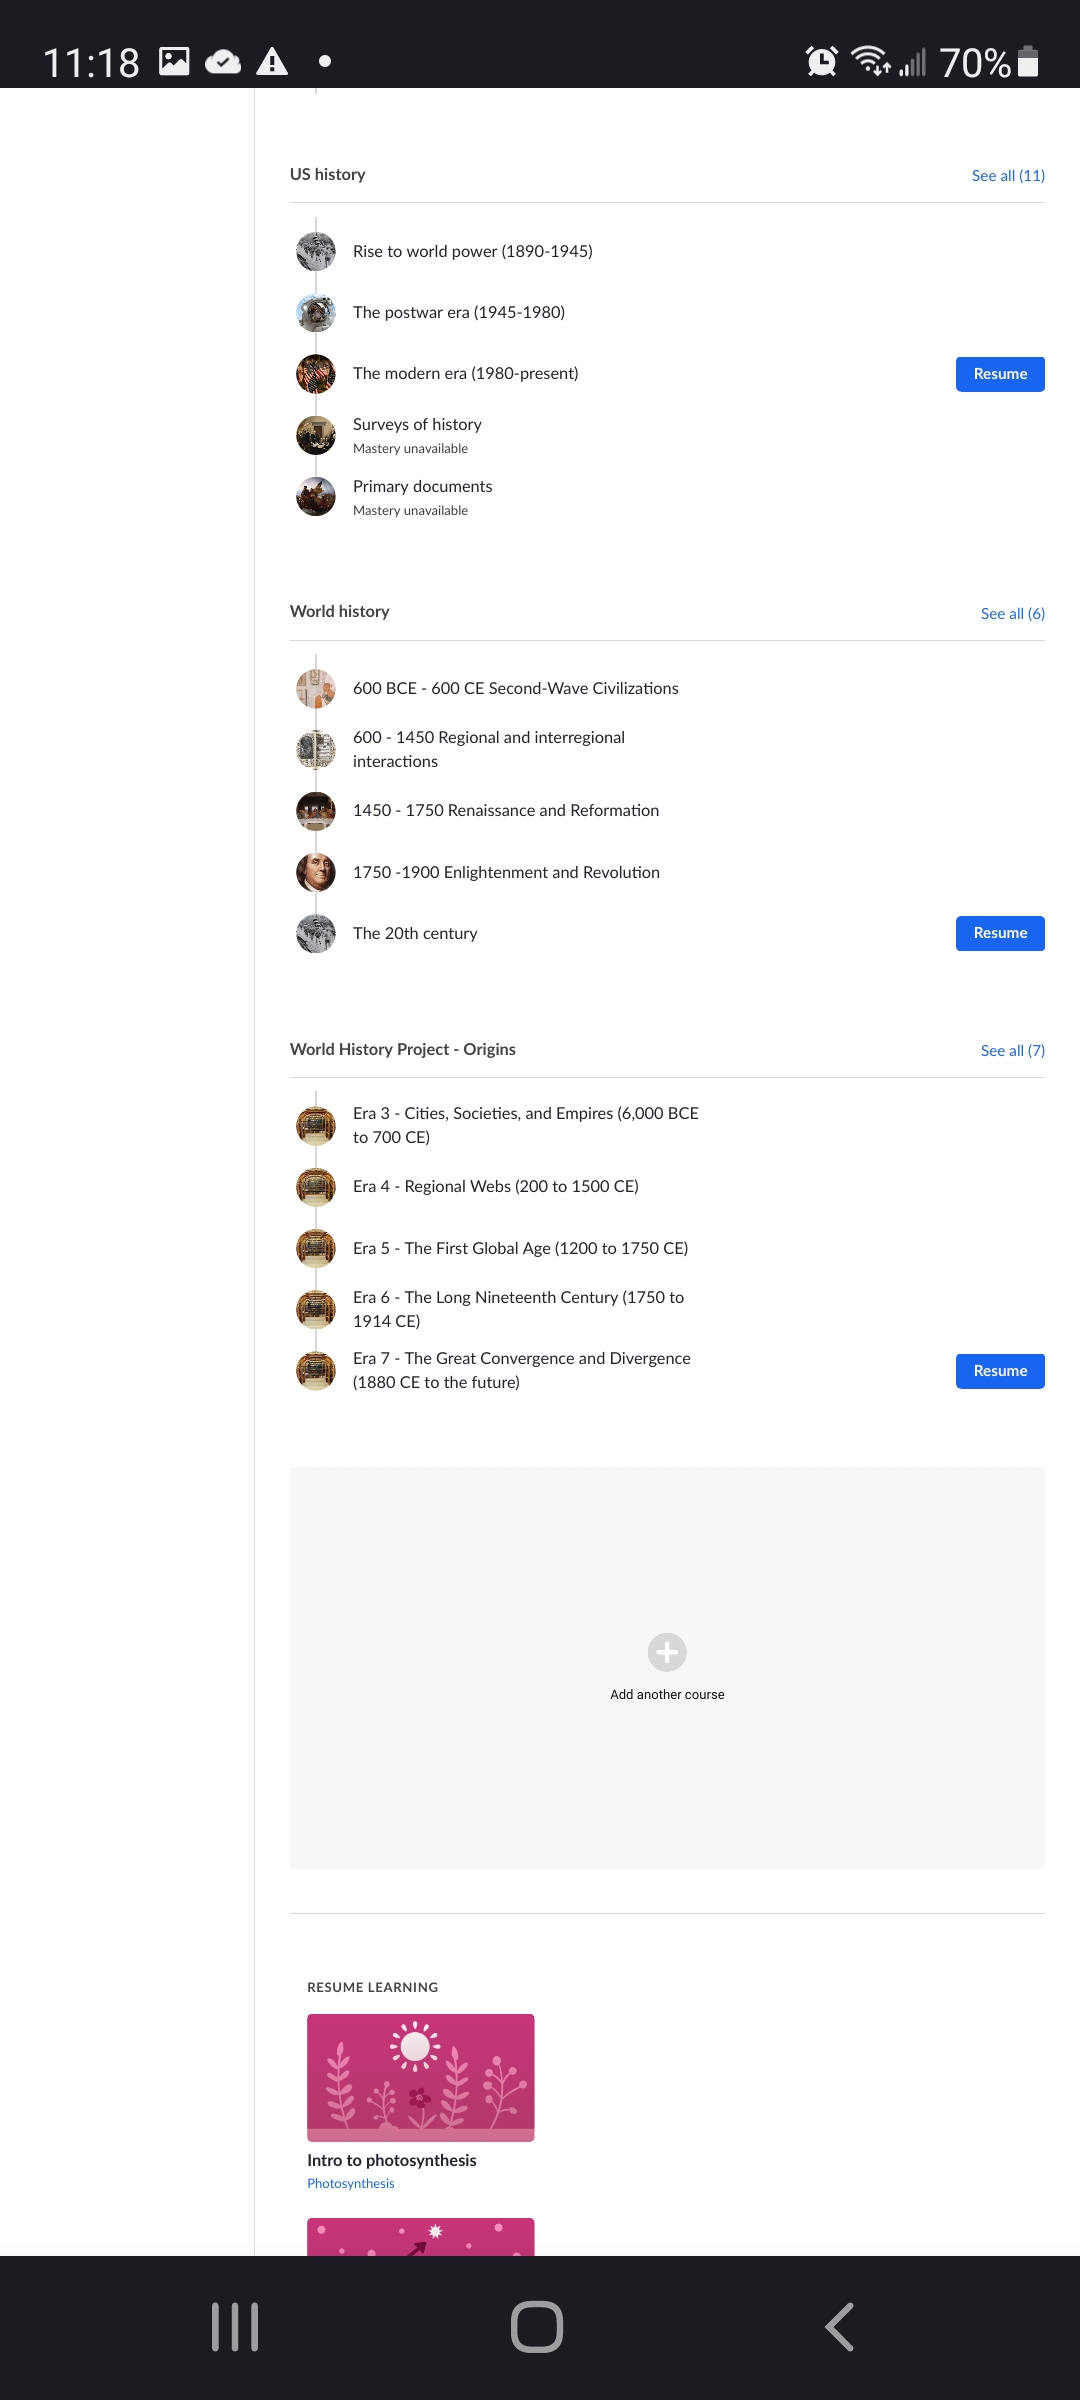 11:18
70%
US history
See all (11)
Rise to world power (1890-1945)
The postwar era (1945-1980)
The modern era (1980-present)
Resume
Surveys of history
Mastery unavailable
Primary documents
Mastery unavailable
World history
See all (6)
600 BCE - 600 CE Second-Wave Civilizations
600 - 1450 Regional and interregional
interactions
1450 - 1750 Renaissance and Reformation
1750 -1900 Enlightenment and Revolution
The 20th century
Resume
World History Project - Origins
See all (7)
Era 3 - Cities, Societies, and Empires (6,000 BCE
to 700 CE)
Era 4 - Regional Webs (200 to 1500 CE)
Era 5 - The First Global Age (1200 to 1750 CE)
Era 6 - The Long Nineteenth Century (1750 to
1914 CE)
Era 7 - The Great Convergence and Divergence
(1880 CE to the future)
Resume
Add another course
RESUME LEARNING
Intro to photosynthesis
Photosynthesis